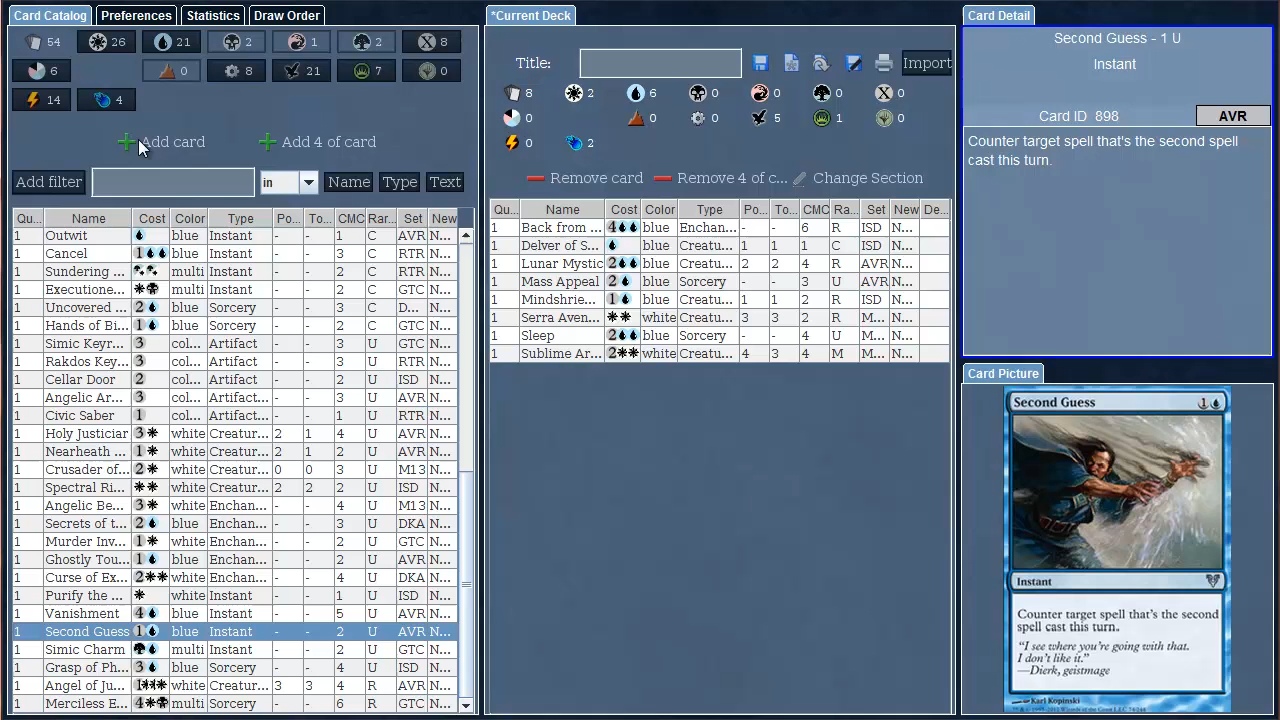 Card Catalog Preferences Statistics Draw Order
54 26 21 2 1 2 8
6 0 8 21 7 0
14 4
Add card Add 4 of card
Add filter in Name Type Text
Qu... Name Cost Color Type Po... To... CMC Rar... Set New
1 Outwit blue Instant - - 1 C AVR N...
1 Cancel 1 blue Instant - - 3 C RTR N...
1 Sundering ... multi Instant - - 2 C GTC N...
1 Executione... multi Instant - - 2 C GTC N...
1 Uncovered ... 2 blue Sorcery - - 3 C D... N...
1 Hands of Bi... 1 blue Sorcery - - 2 C GTC N...
1 Simic Keyr... 3 col... Artifact - - 3 U GTC N...
1 Rakdos Key... 3 col... Artifact - - 3 U RTR N...
1 Cellar Door 2 col... Artifact - - 2 U ISD N...
1 Angelic Ar... 3 col... Artifact... - - 3 U AVR N...
1 Civic Saber 1 col... Artifact... - - 1 U RTR N...
1 Holy Justiciar 3 white Creatur... 2 1 4 U AVR N...
1 Nearheath ... 1 white Creatur... 2 1 2 U AVR N...
1 Crusader of... 2 white Creatur... 0 0 3 U M13 N...
1 Spectral Ri... white Creatur... 2 2 2 U ISD N...
1 Angelic Be... 3 white Enchan... - - 4 U M13 N...
1 Secrets of t... 2 blue Enchan... - - 3 U DKA N...
1 Murder Inv... 1 white Enchan... - - 2 U GTC N...
1 Ghostly Tou... 1 blue Enchan... - - 2 U AVR N...
1 Curse of Ex... 2 white Enchan... - - 4 U DKA N...
1 Purify the ... white Instant - - 1 U ISD N...
1 Vanishment 4 blue Instant - - 5 U AVR N...
1 Second Guess 1 blue Instant - - 2 U AVR N...
1 Simic Charm multi Instant - - 2 U GTC N...
1 Grasp of Ph... 3 blue Sorcery - - 4 U ISD N...
1 Angel of Ju... 1 white Creatur... 3 3 4 R AVR N...
1 Merciless E... 4 multi Sorcery - - 6 R GTC N...
*Current Deck
Title: Import
8 2 6 0 0 0 0
0 0 0 5 1 0
0 2
Remove card Remove 4 of c... Change Section
Qu... Name Cost Color Type Po... To... CMC Ra... Set New De...
1 Back from ... 4 blue Enchan... - - 6 R ISD N...
1 Delver of S... blue Creatu... 1 1 1 C ISD N...
1 Lunar Mystic 2 blue Creatu... 2 2 4 R AVR N...
1 Mass Appeal 2 blue Sorcery - - 3 U AVR N...
1 Mindshrie... 1 blue Creatu... 1 1 2 R ISD N...
1 Serra Aven... white Creatu... 3 3 2 R M... N...
1 Sleep 2 blue Sorcery - - 4 U M... N...
1 Sublime Ar... 2 white Creatu... 4 3 4 M M... N...
Card Detail
Second Guess - 1 U
Instant
Card ID 898 AVR
Counter target spell that's the second spell
cast this turn.
Card Picture
Second Guess 1
Instant
Counter target spell that's the second
spell cast this turn.
“I see where you're going with that.
I don't like it.”
—Dierk, geistmage
Karl Kopinski